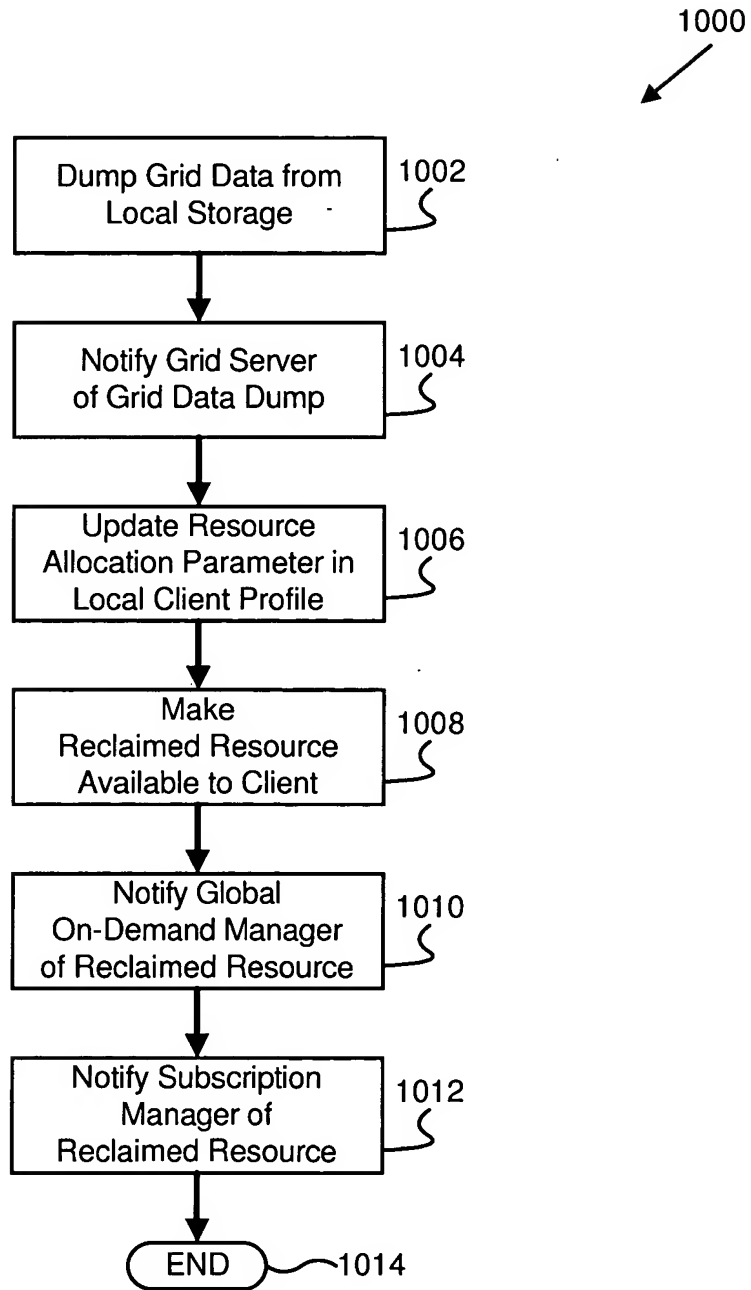 1000
Dump Grid Data from
Local Storage
1002
Notify Grid Server
of Grid Data Dump
1004
Update Resource
Allocation Parameter in
Local Client Profile
1006
Make
Reclaimed Resource
Available to Client
1008
Notify Global
On-Demand Manager
of Reclaimed Resource
1010
Notify Subscription
Manager of
Reclaimed Resource
1012
END
1014